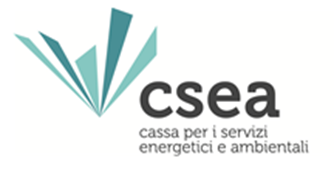 csea
cassa per i servizi
energetici e ambientali